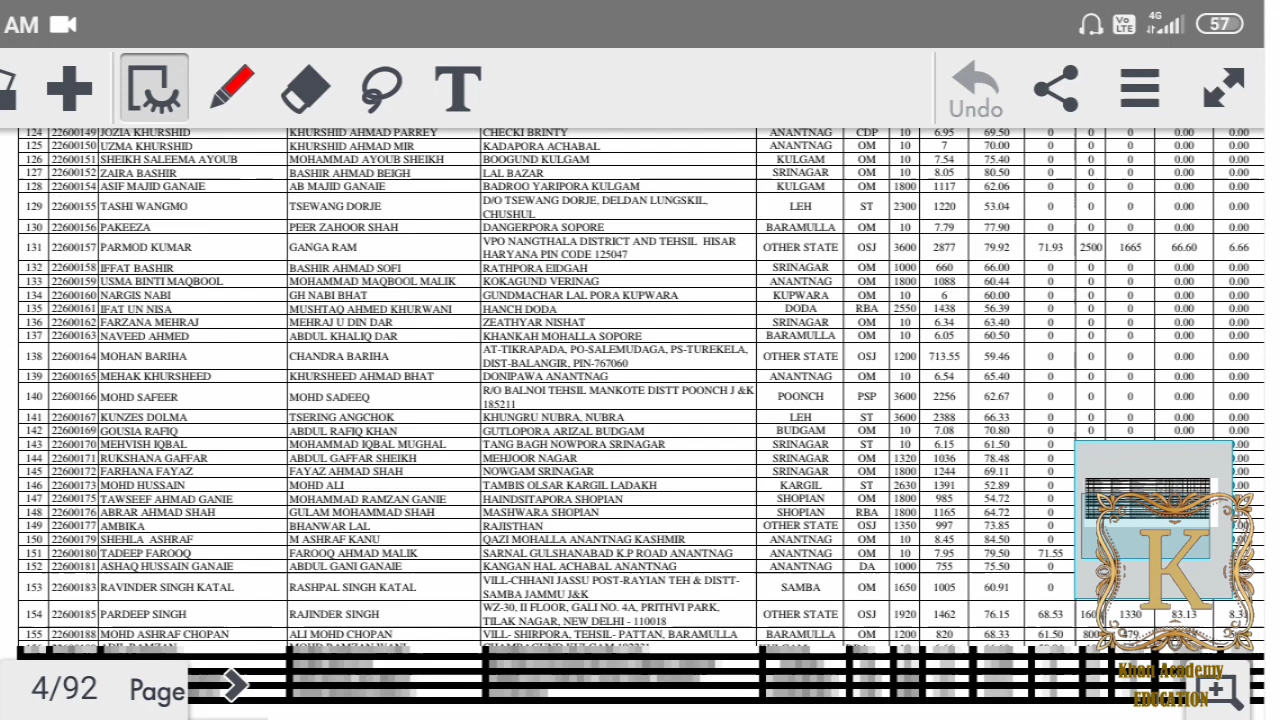 AM Vo LTE 4G 57
T Undo
124 22600149 JOZIA KHURSHID KHURSHID AHMAD PARREY CHECKI BRINTY ANANTNAG CDP 10 6.95 69.50 0 0 0 0.00 0.00
125 22600150 UZMA KHURSHID KHURSHID AHMAD MIR KADAPORA ACHABAL ANANTNAG OM 10 7 70.00 0 0 0 0.00 0.00
126 22600151 SHEIKH SALEEMA AYOUB MOHAMMAD AYOUB SHEIKH BOOGUND KULGAM KULGAM OM 10 7.54 75.40 0 0 0 0.00 0.00
127 22600152 ZAIRA BASHIR BASHIR AHMAD BEIGH LAL BAZAR SRINAGAR OM 10 8.05 80.50 0 0 0 0.00 0.00
128 22600154 ASIF MAJID GANAIE AB MAJID GANAIE BADROO YARIPORA KULGAM KULGAM OM 1800 1117 62.06 0 0 0 0.00 0.00
129 22600155 TASHI WANGMO TSEWANG DORJE D/O TSEWANG DORJE, DELDAN LUNGSKIL, CHUSHUL LEH ST 2300 1220 53.04 0 0 0 0.00 0.00
130 22600156 PAKEEZA PEER ZAHOOR SHAH DANGERPORA SOPORE BARAMULLA OM 10 7.79 77.90 0 0 0 0.00 0.00
131 22600157 PARMOD KUMAR GANGA RAM VPO NANGTHALA DISTRICT AND TEHSIL HISAR HARYANA PIN CODE 125047 OTHER STATE OSJ 3600 2877 79.92 71.93 2500 1665 66.60 6.66
132 22600158 IFFAT BASHIR BASHIR AHMAD SOFI RATHPORA EIDGAH SRINAGAR OM 1000 660 66.00 0 0 0 0.00 0.00
133 22600159 USMA BINTI MAQBOOL MOHAMMAD MAQBOOL MALIK KOKAGUND VERINAG ANANTNAG OM 1800 1088 60.44 0 0 0 0.00 0.00
134 22600160 NARGIS NABI GH NABI BHAT GUNDMACHAR LAL PORA KUPWARA KUPWARA OM 10 6 60.00 0 0 0 0.00 0.00
135 22600161 IFAT UN NISA MUSHTAQ AHMED KHURWANI HANCH DODA DODA RBA 2550 1438 56.39 0 0 0 0.00 0.00
136 22600162 FARZANA MEHRAJ MEHRAJ U DIN DAR ZEATHYAR NISHAT SRINAGAR OM 10 6.34 63.40 0 0 0 0.00 0.00
137 22600163 NAVEED AHMED ABDUL KHALIQ DAR KHANKAH MOHALLA SOPORE BARAMULLA OM 10 6.05 60.50 0 0 0 0.00 0.00
138 22600164 MOHAN BARIHA CHANDRA BARIHA AT-TIKRAPADA, PO-SALEMUDAGA, PS-TUREKELA, DIST-BALANGIR, PIN-767060 OTHER STATE OSJ 1200 713.55 59.46 0 0 0 0.00 0.00
139 22600165 MEHAK KHURSHEED KHURSHEED AHMAD BHAT DONIPAWA ANANTNAG ANANTNAG OM 10 6.54 65.40 0 0 0 0.00 0.00
140 22600166 MOHD SAFEER MOHD SADEEQ R/O BALNOI TEHSIL MANKOTE DISTT POONCH J &K 185211 POONCH PSP 3600 2256 62.67 0 0 0 0.00 0.00
141 22600167 KUNZES DOLMA TSERING ANGCHOK KHUNGRU NUBRA, NUBRA LEH ST 3600 2388 66.33 0 0 0 0.00 0.00
142 22600169 GOUSIA RAFIQ ABDUL RAFIQ KHAN GUTLOPORA ARIZAL BUDGAM BUDGAM OM 10 7.08 70.80 0 0 0 0.00 0.00
143 22600170 MEHVISH IQBAL MOHAMMAD IQBAL MUGHAL TANG BAGH NOWPORA SRINAGAR SRINAGAR ST 10 6.15 61.50 0
144 22600171 RUKSHANA GAFFAR ABDUL GAFFAR SHEIKH MEHJOOR NAGAR SRINAGAR OM 1320 1036 78.48 0
145 22600172 FARHANA FAYAZ FAYAZ AHMAD SHAH NOWGAM SRINAGAR SRINAGAR OM 1800 1244 69.11 0
146 22600173 MOHD HUSSAIN MOHD ALI TAMBIS OLSAR KARGIL LADAKH KARGIL ST 2630 1391 52.89 0
147 22600175 TAWSEEF AHMAD GANIE MOHAMMAD RAMZAN GANIE HAINDSITAPORA SHOPIAN SHOPIAN OM 1800 985 54.72 0
148 22600176 ABRAR AHMAD SHAH GULAM MOHAMMAD SHAH MASHWARA SHOPIAN SHOPIAN RBA 1800 1165 64.72 0
149 22600177 AMBIKA BHANWAR LAL RAJISTHAN OTHER STATE OSJ 1350 997 73.85 0
150 22600179 SHEHLA ASHRAF M ASHRAF KANU QAZI MOHALLA ANANTNAG KASHMIR ANANTNAG OM 10 8.45 84.50 0
151 22600180 TADEEP FAROOQ FAROOQ AHMAD MALIK SARNAL GULSHANABAD K.P ROAD ANANTNAG ANANTNAG OM 10 7.95 79.50 71.55
152 22600181 ASHAQ HUSSAIN GANAIE ABDUL GANI GANAIE KANGAN HAL ACHABAL ANANTNAG ANANTNAG DA 1000 755 75.50 0
153 22600183 RAVINDER SINGH KATAL RASHPAL SINGH KATAL VILL-CHHANI JASSU POST-RAYIAN TEH & DISTT-SAMBA JAMMU J&K SAMBA OM 1650 1005 60.91 0
154 22600185 PARDEEP SINGH RAJINDER SINGH WZ-30, II FLOOR, GALI NO. 4A, PRITHVI PARK, TILAK NAGAR, NEW DELHI - 110018 OTHER STATE OSJ 1920 1462 76.15 68.53 1330 83.13
155 22600188 MOHD ASHRAF CHOPAN ALI MOHD CHOPAN VILL- SHIRPORA, TEHSIL- PATTAN, BARAMULLA BARAMULLA OM 1200 820 68.33 61.50 800
K
Khan Academy
EDUCATION
4/92 Page